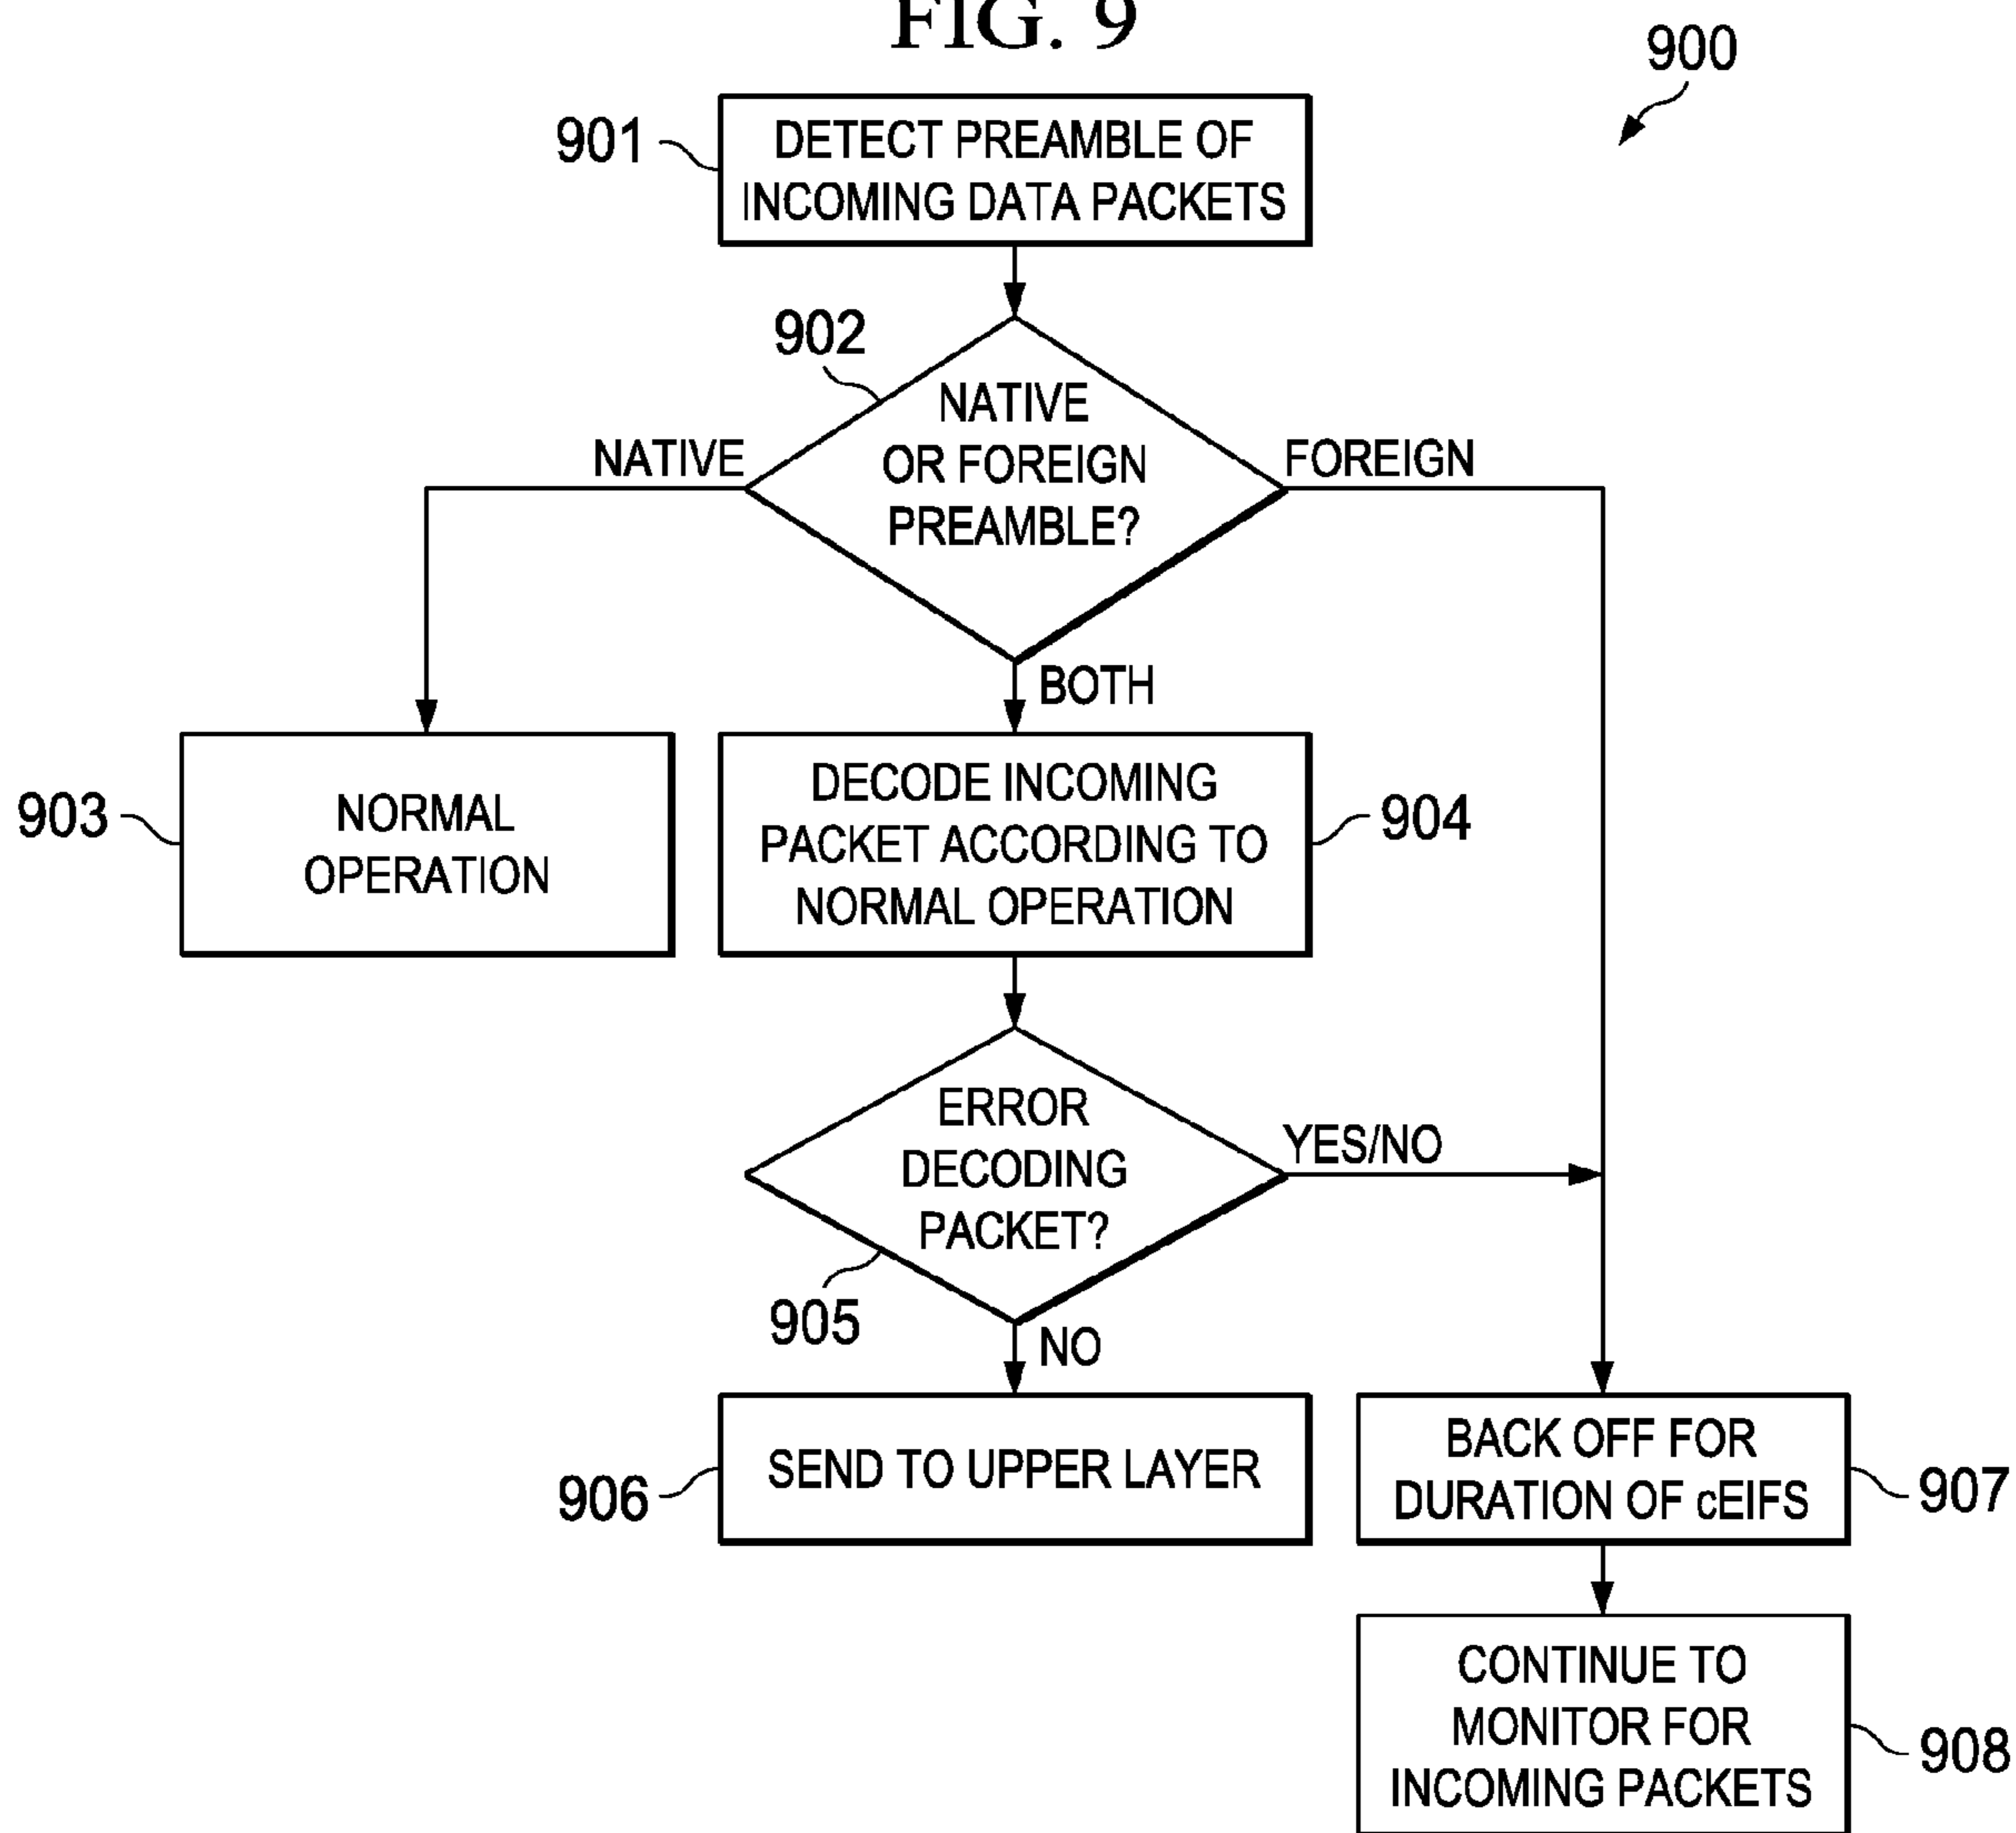 FIG. 9
900
901
DETECT PREAMBLE OF
INCOMING DATA PACKETS
902
NATIVE
OR FOREIGN
PREAMBLE?
NATIVE
FOREIGN
BOTH
903
NORMAL
OPERATION
DECODE INCOMING
PACKET ACCORDING TO
NORMAL OPERATION
904
ERROR
DECODING
PACKET?
YES/NO
905
NO
906
SEND TO UPPER LAYER
BACK OFF FOR
DURATION OF cEIFS
907
CONTINUE TO
MONITOR FOR
INCOMING PACKETS
908